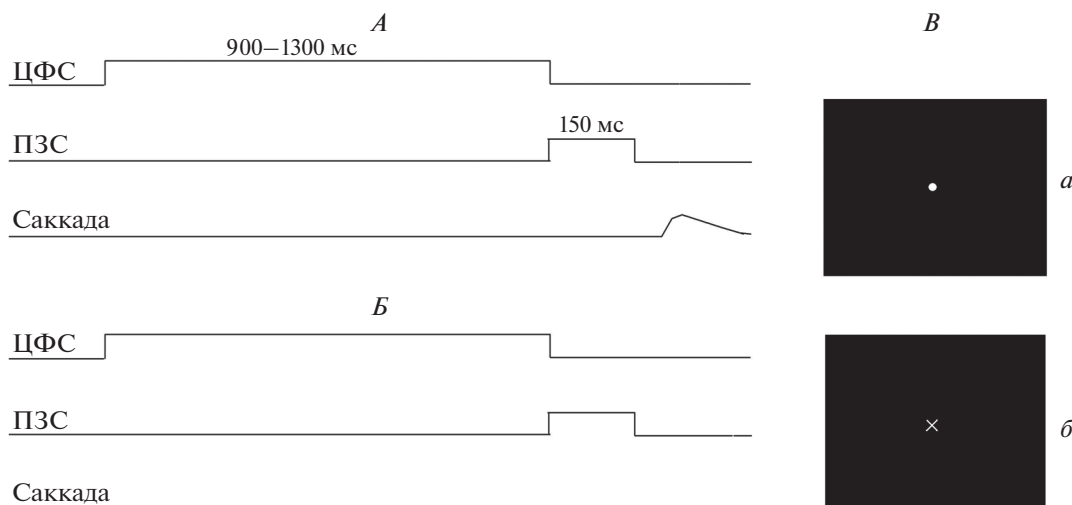 А
900–1300 мс
ЦФС
150 мс
ПЗС
Саккада
Б
ЦФС
ПЗС
Саккада
В
а
б